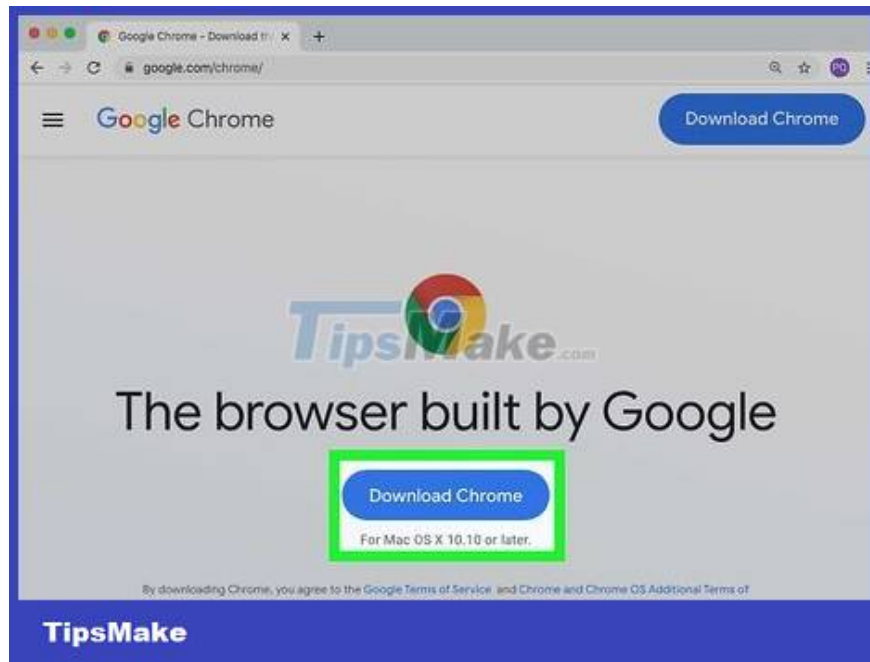 Google Chrome - Download th
google.com/chrome/
PO
Google Chrome
Download Chrome
TipsMake.com
The browser built by Google
Download Chrome
For Mac OS X 10.10 or later.
By downloading Chrome, you agree to the Google Terms of Service and Chrome and Chrome OS Additional Terms of
TipsMake